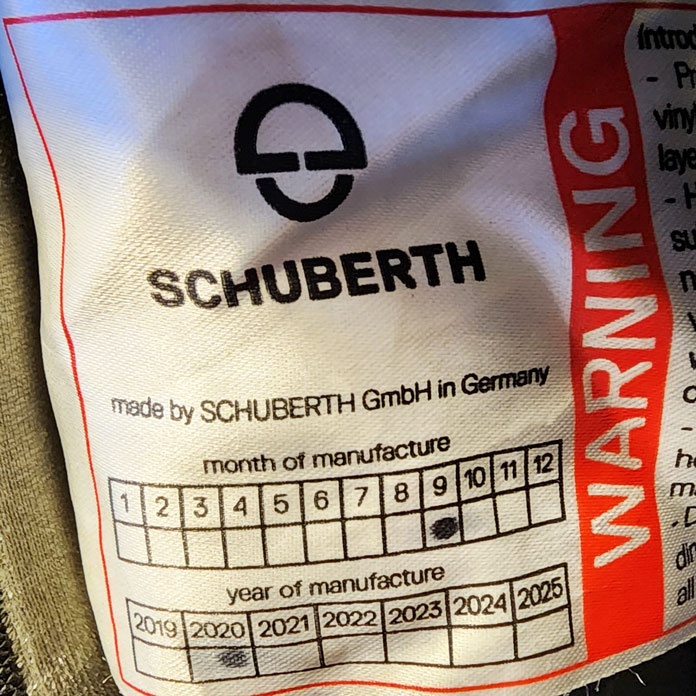 SCHUBERTH
made by SCHUBERTH GmbH in Germany
month of manufacture
1 2 3 4 5 6 7 8 9 10 11 12
year of manufacture
2019 2020 2021 2022 2023 2024 2025
WARNING